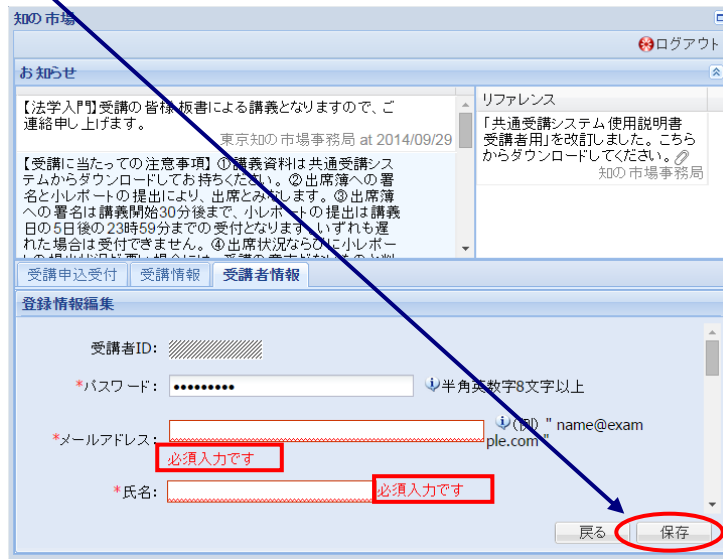 知の市場
ログアウト
お知らせ
【法学入門】受講の皆様 板書による講義となりますので、ご
連絡申し上げます。
東京知の市場事務局 at 2014/09/29
【受講に当たっての注意事項】①講義資料は共通受講シス
テムからダウンロードしてお持ちください。②出席簿への署
名と小レポートの提出により、出席とみなします。③出席簿
への署名は講義開始30分後まで、小レポートの提出は講義
日の5日後の23時59分までの受付となります。いずれも遅
れた場合は受付できません。④出席状況ならびに小レポー
リファレンス
「共通受講システム使用説明書
受講者用」を改訂しました。こちら
からダウンロードしてください。
知の市場事務局
受講申込受付 受講情報 受講者情報
登録情報編集
受講者ID:
*パスワード: ●●●●●●●●● 半角英数字8文字以上
*メールアドレス: (例) " name@exam
ple.com "
必須入力です
*氏名: 必須入力です
戻る 保存